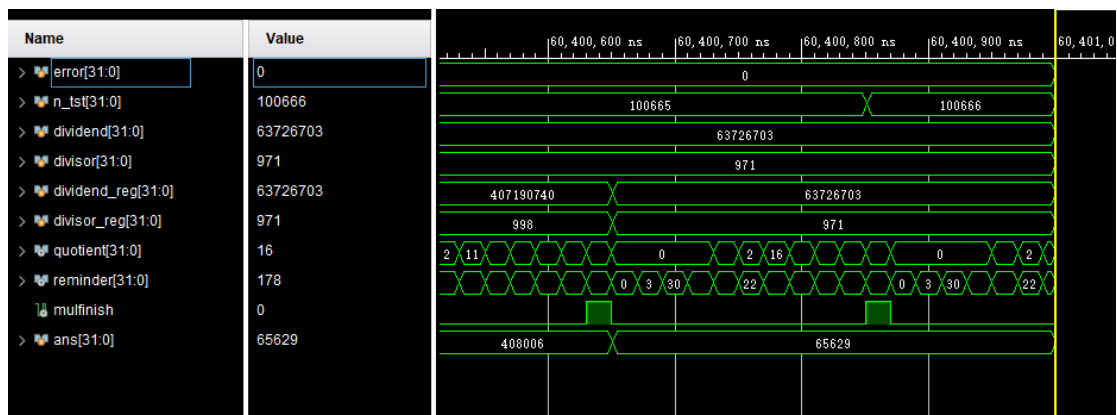 Name Value
60,400,600 ns 60,400,700 ns 60,400,800 ns 60,400,900 ns 60,401,0
error[31:0] 0 0
n_tst[31:0] 100666 100665 100666
dividend[31:0] 63726703 63726703
divisor[31:0] 971 971
dividend_reg[31:0] 63726703 407190740 63726703
divisor_reg[31:0] 971 998 971
quotient[31:0] 16 2 11 0 2 16 0 2
reminder[31:0] 178 0 3 30 22 0 3 30 22
mulfinish 0
ans[31:0] 65629 408006 65629